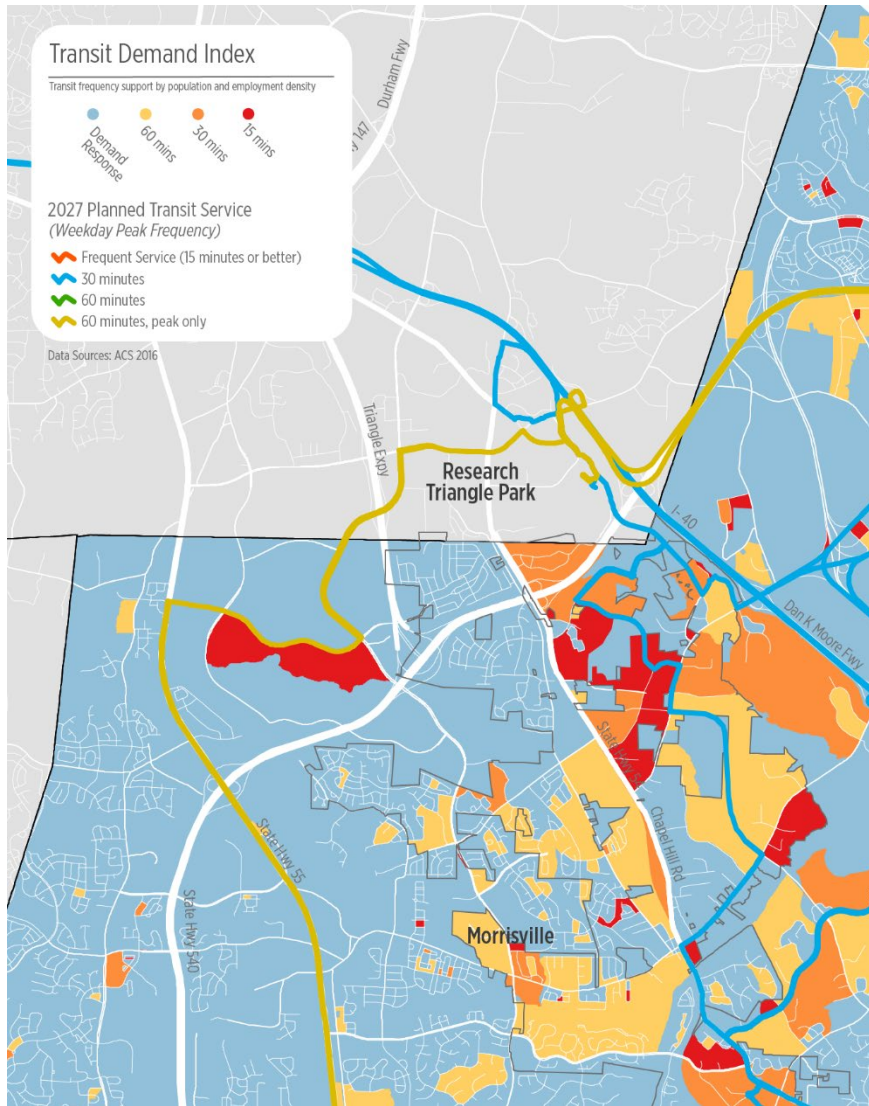 Transit Demand Index
Transit frequency support by population and employment density
Demand
Response
60 mins
30 mins
15 mins
2027 Planned Transit Service
(Weekday Peak Frequency)
Frequent Service (15 minutes or better)
30 minutes
60 minutes
60 minutes, peak only
Data Sources: ACS 2016
Durham Fwy
147
Triangle Expy
Research
Triangle Park
I-40
Dan K Moore Fwy
State Hwy 54
Chapel Hill Rd
State Hwy 55
State Hwy 540
Morrisville